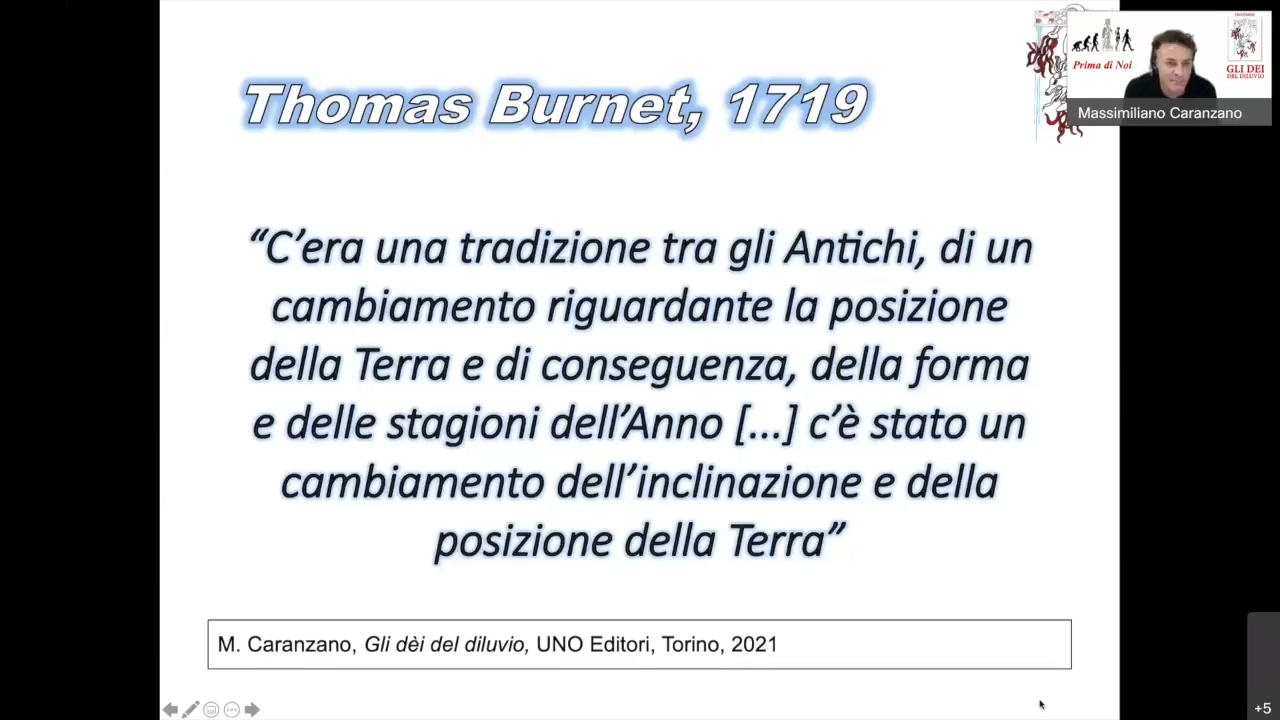 Thomas Burnet, 1719
“C’era una tradizione tra gli Antichi, di un
cambiamento riguardante la posizione
della Terra e di conseguenza, della forma
e delle stagioni dell’Anno [...] c’è stato un
cambiamento dell’inclinazione e della
posizione della Terra”
M. Caranzano, Gli dèi del diluvio, UNO Editori, Torino, 2021
Prima di Noi
GLI DEI
DEL DILUVIO
Massimiliano Caranzano
+5